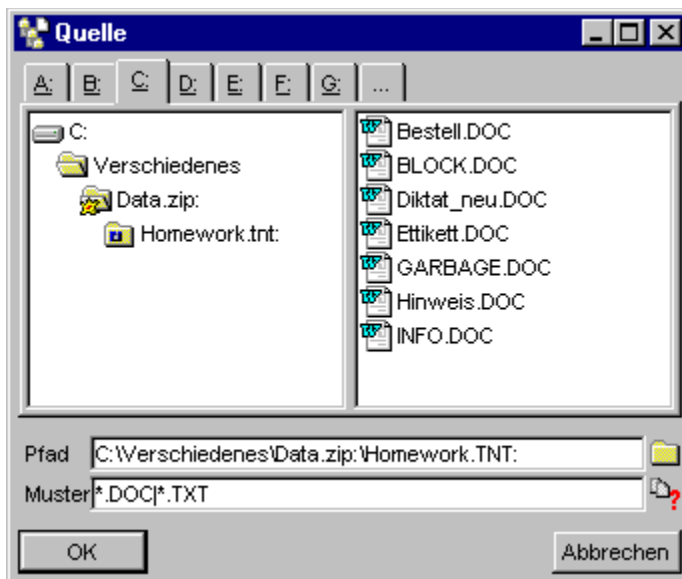 Quelle
A: B: C: D: E: F: G: ...
C:
Verschiedenes
Data.zip:
Homework.tnt:
Bestell.DOC
BLOCK.DOC
Diktat_neu.DOC
Ettikett.DOC
GARBAGE.DOC
Hinweis.DOC
INFO.DOC
Pfad C:\Verschiedenes\Data.zip:\Homework.TNT:
Muster *.DOC|*.TXT
OK Abbrechen